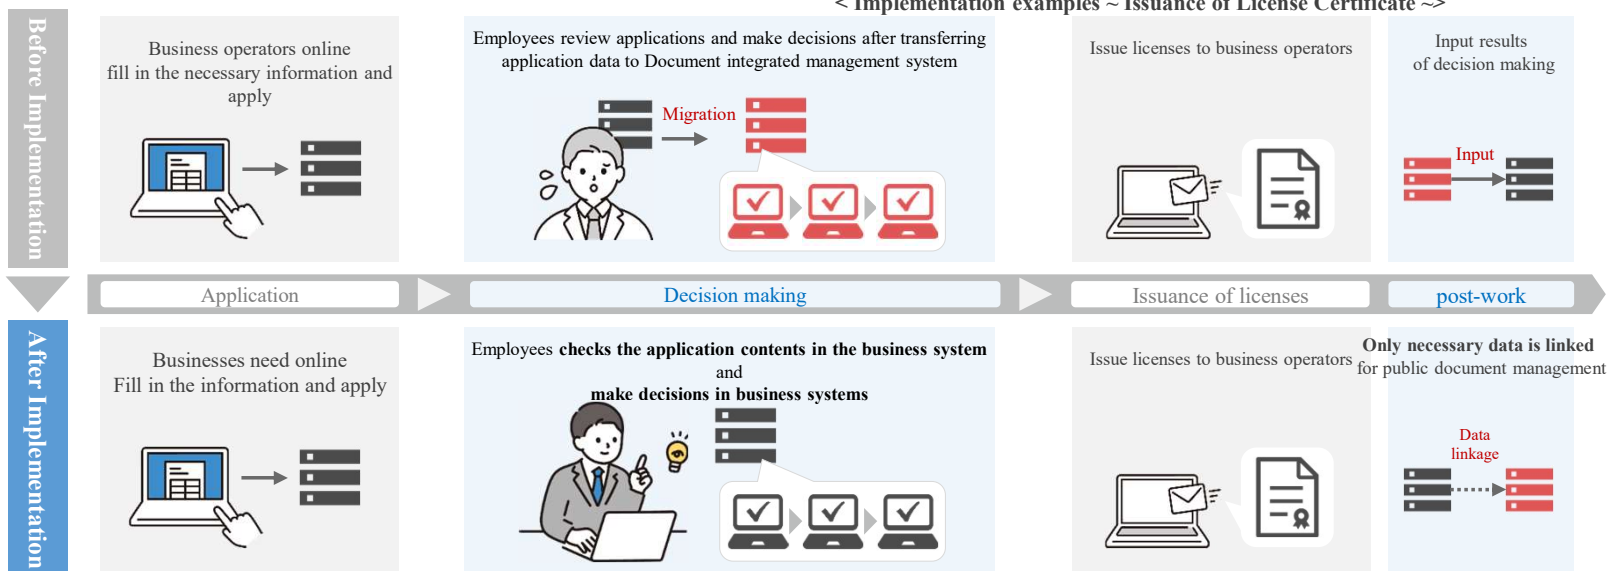 < Implementation examples ~ Issuance of License Certificate ~>
Before Implementation
Business operators online
fill in the necessary information and
apply
Employees review applications and make decisions after transferring
application data to Document integrated management system
Migration
Issue licenses to business operators
Input results
of decision making
Input
Application
Decision making
Issuance of licenses
post-work
After Implementation
Businesses need online
Fill in the information and apply
Employees checks the application contents in the business system
and
make decisions in business systems
Issue licenses to business operators
Only necessary data is linked
for public document management
Data
linkage